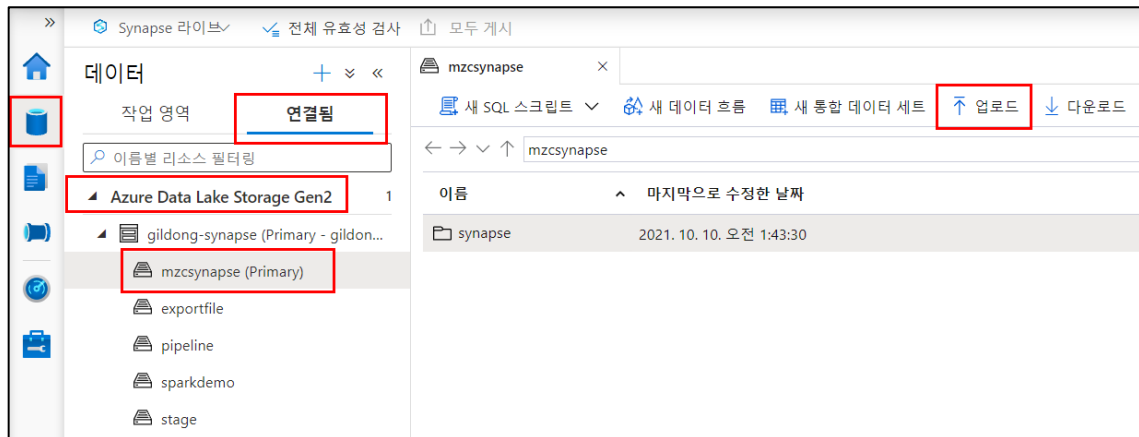 Synapse 라이브
전체 유효성 검사
모두 게시
데이터
작업 영역
연결됨
이름별 리소스 필터링
Azure Data Lake Storage Gen2 1
gildong-synapse (Primary - gildon...
mzcsynapse (Primary)
exportfile
pipeline
sparkdemo
stage
mzcsynapse
새 SQL 스크립트
새 데이터 흐름
새 통합 데이터 세트
업로드
다운로드
mzcsynapse
이름 마지막으로 수정한 날짜
synapse 2021. 10. 10. 오전 1:43:30